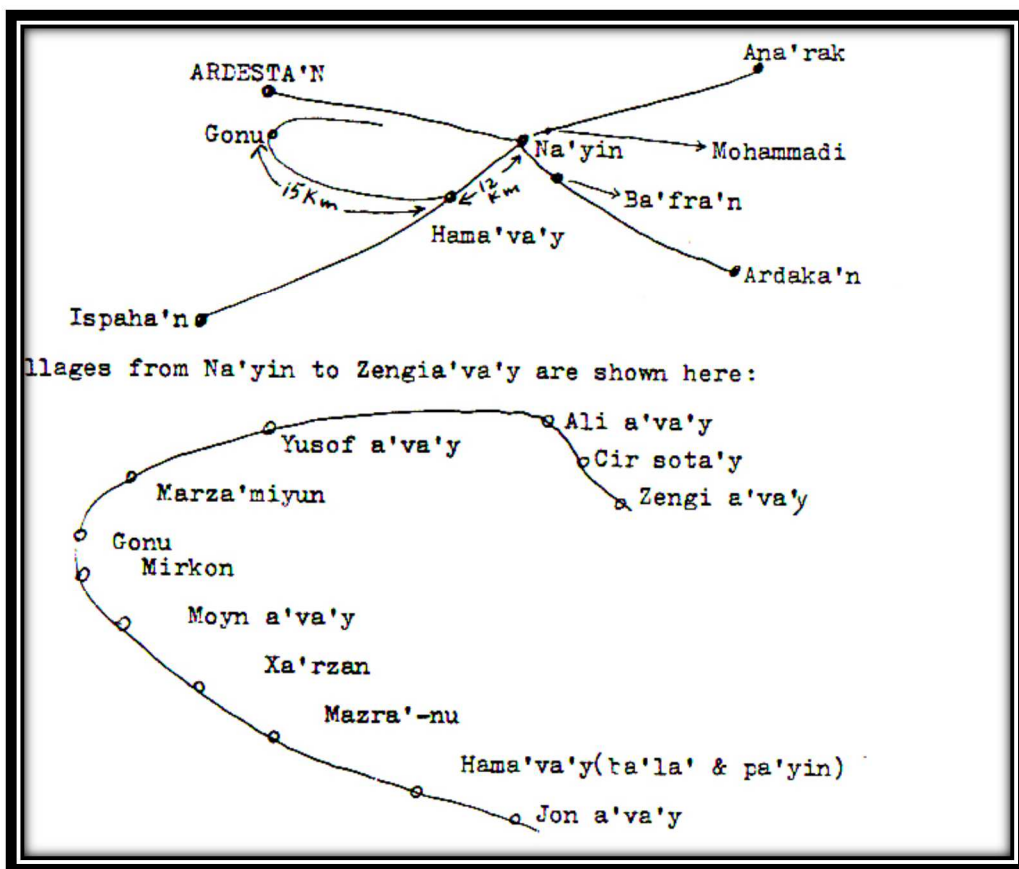 Ana'rak
ARDESTA'N
Gonu
Na'yin
Mohammadi
15Km
12
Km
Ba'fra'n
Hama'va'y
Ardaka'n
Ispaha'n
llages from Na'yin to Zengia'va'y are shown here:
Ali a'va'y
Yusof a'va'y
Cir sota'y
Marza'miyun
Zengi a'va'y
Gonu
Mirkon
Moyn a'va'y
Xa'rzan
Mazra'-nu
Hama'va'y(ba'la' & pa'yin)
Jon a'va'y